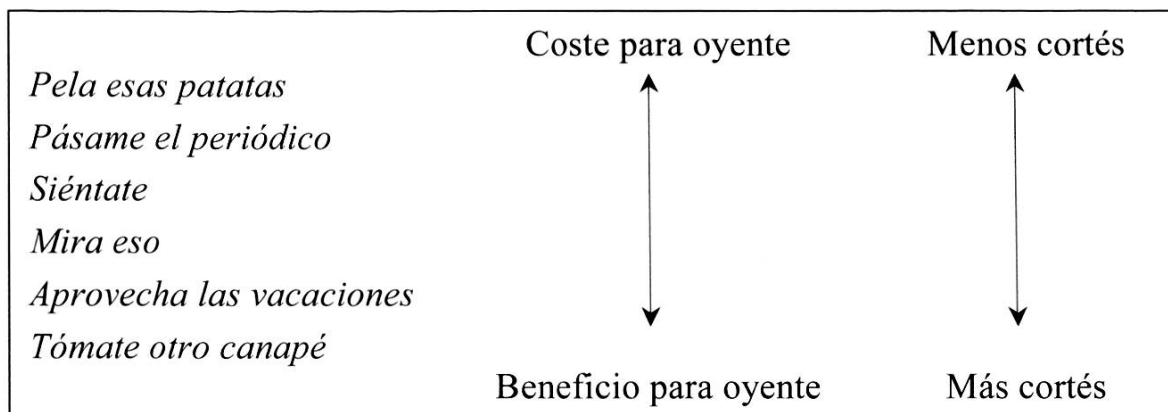 Coste para oyente Menos cortés
Pela esas patatas
Pásame el periódico
Siéntate
Mira eso
Aprovecha las vacaciones
Tómate otro canapé
Beneficio para oyente Más cortés